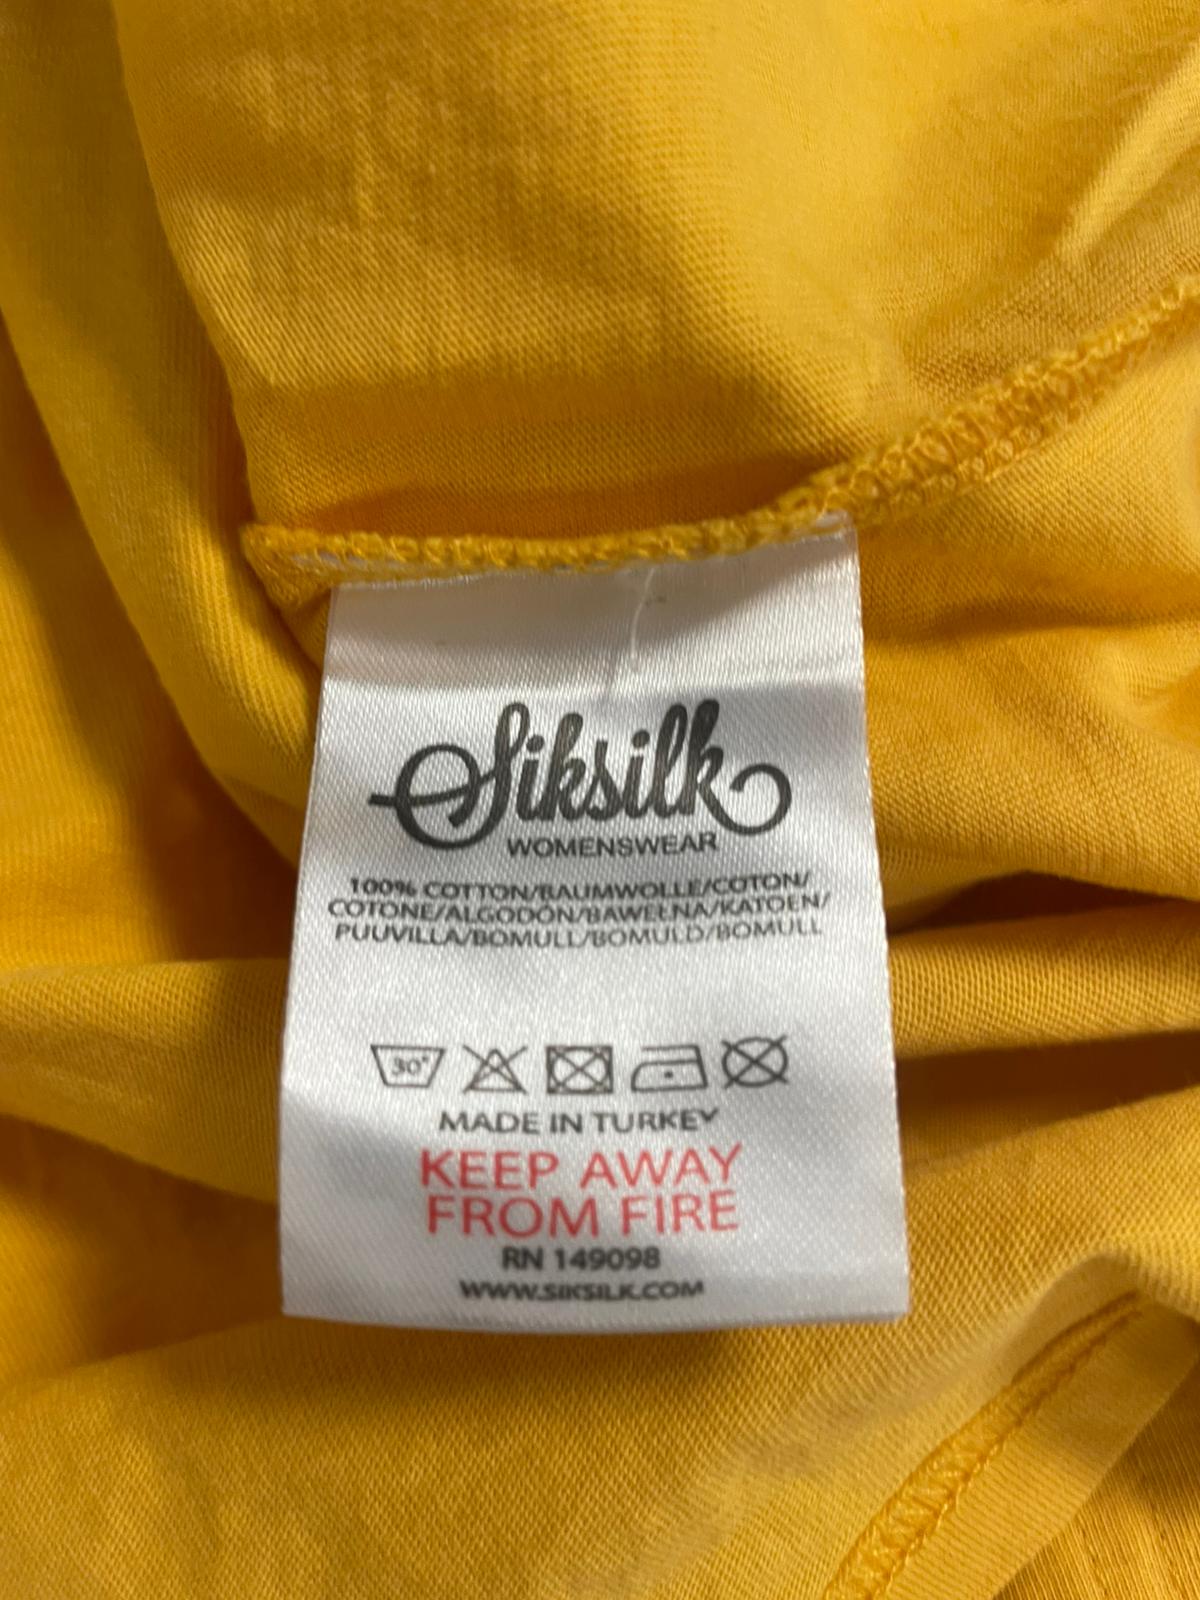 Siksilk
WOMENSWEAR
100% COTTON/BAUMWOLLE/COTON/
COTONE/ALGODÓN/BAWEŁNA/KATOEN/
PUUVILLA/BOMULL/BOMULD/BOMULL
30°
MADE IN TURKEY
KEEP AWAY
FROM FIRE
RN 149098
WWW.SIKSILK.COM